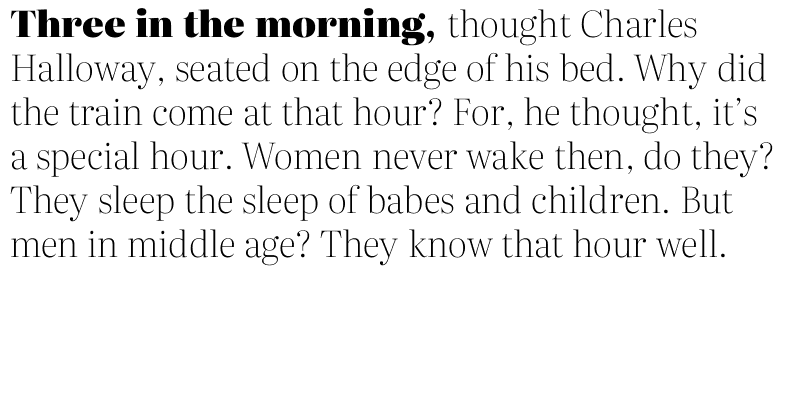 Three in the morning, thought Charles
Halloway, seated on the edge of his bed. Why did
the train come at that hour? For, he thought, it’s
a special hour. Women never wake then, do they?
They sleep the sleep of babes and children. But
men in middle age? They know that hour well.